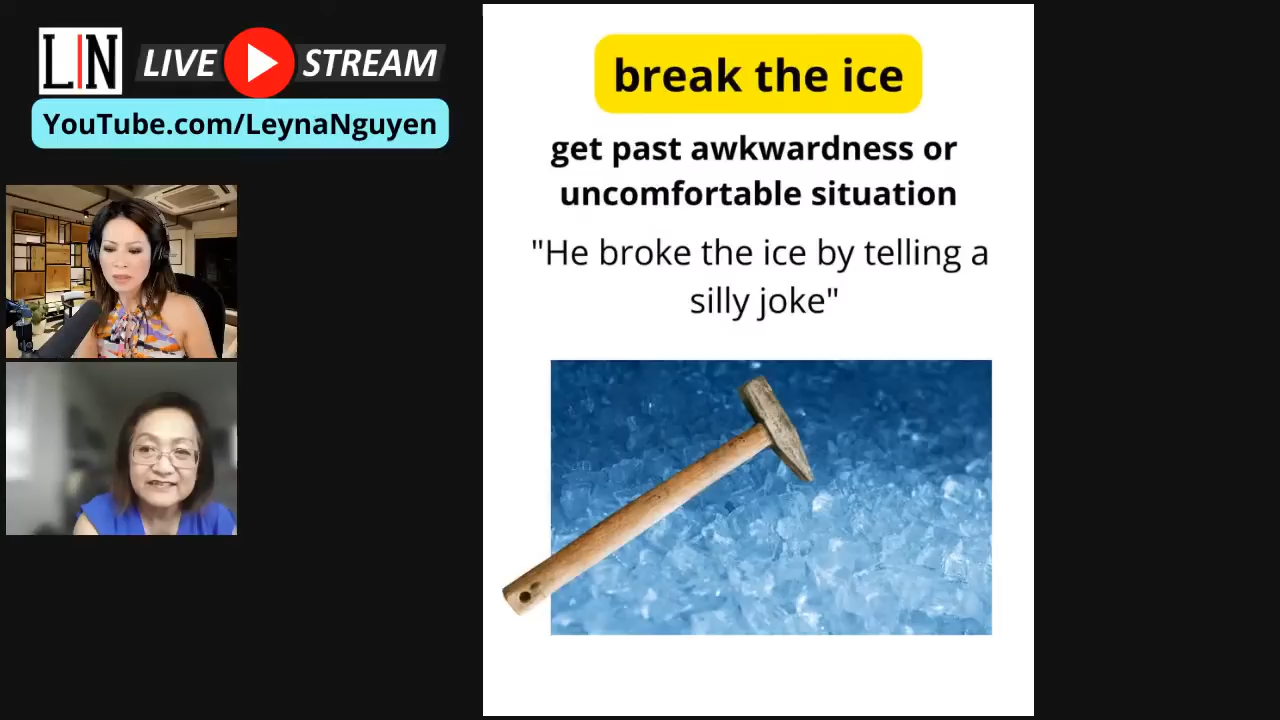 LIN LIVE STREAM
YouTube.com/LeynaNguyen
break the ice
get past awkwardness or
uncomfortable situation
"He broke the ice by telling a
silly joke"